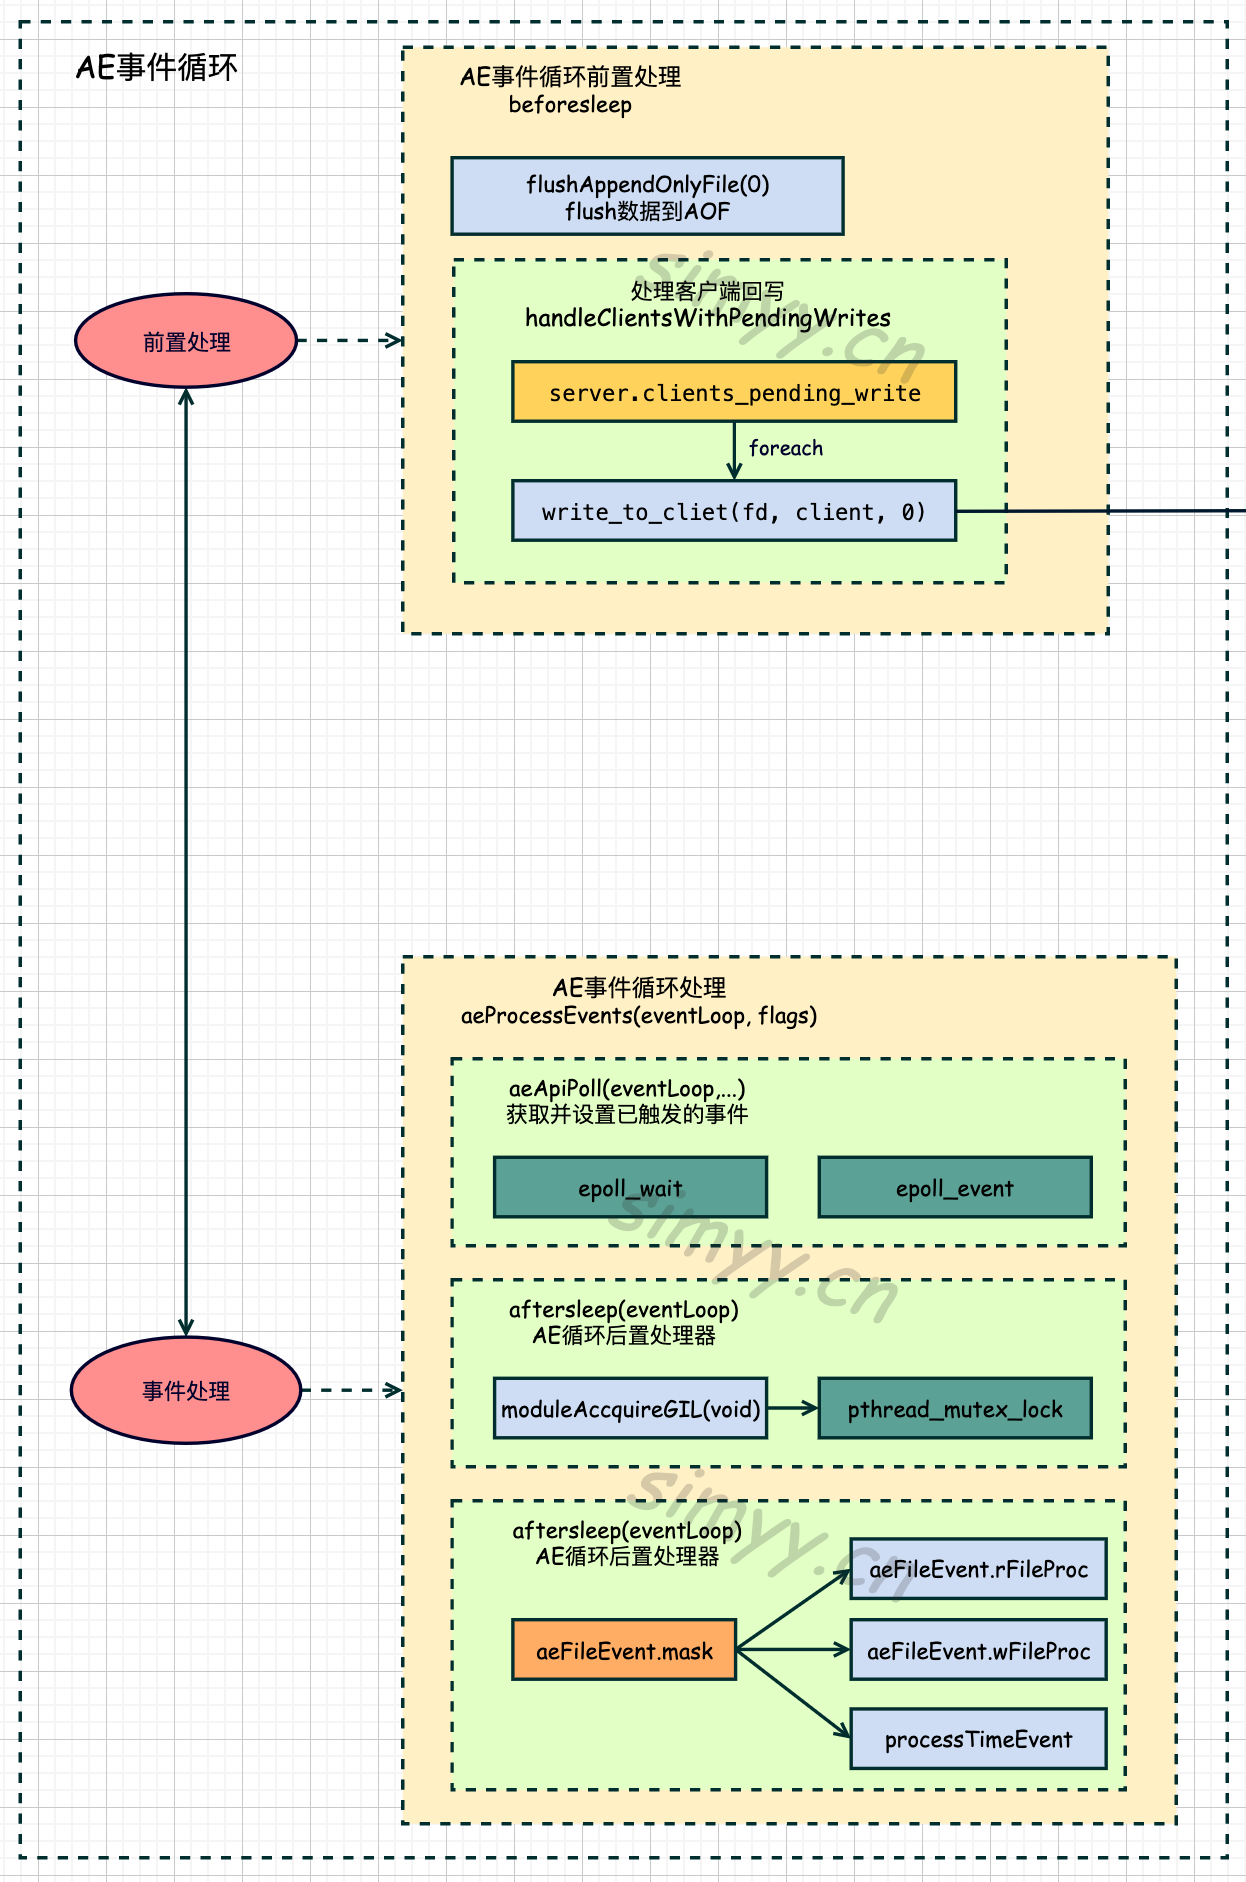 AE事件循环
AE事件循环前置处理
beforesleep
flushAppendOnlyFile(0)
flush数据到AOF
simyy.cn
处理客户端回写
handleClientsWithPendingWrites
前置处理
server.clients_pending_write
foreach
write_to_cliet(fd, client, 0)
AE事件循环处理
aeProcessEvents(eventLoop, flags)
aeApiPoll(eventLoop,...)
获取并设置已触发的事件
epoll_wait
epoll_event
simyy.cn
aftersleep(eventLoop)
AE循环后置处理器
事件处理
moduleAccquireGIL(void)
pthread_mutex_lock
simyy.cn
aftersleep(eventLoop)
AE循环后置处理器
aeFileEvent.rFileProc
aeFileEvent.mask
aeFileEvent.wFileProc
processTimeEvent